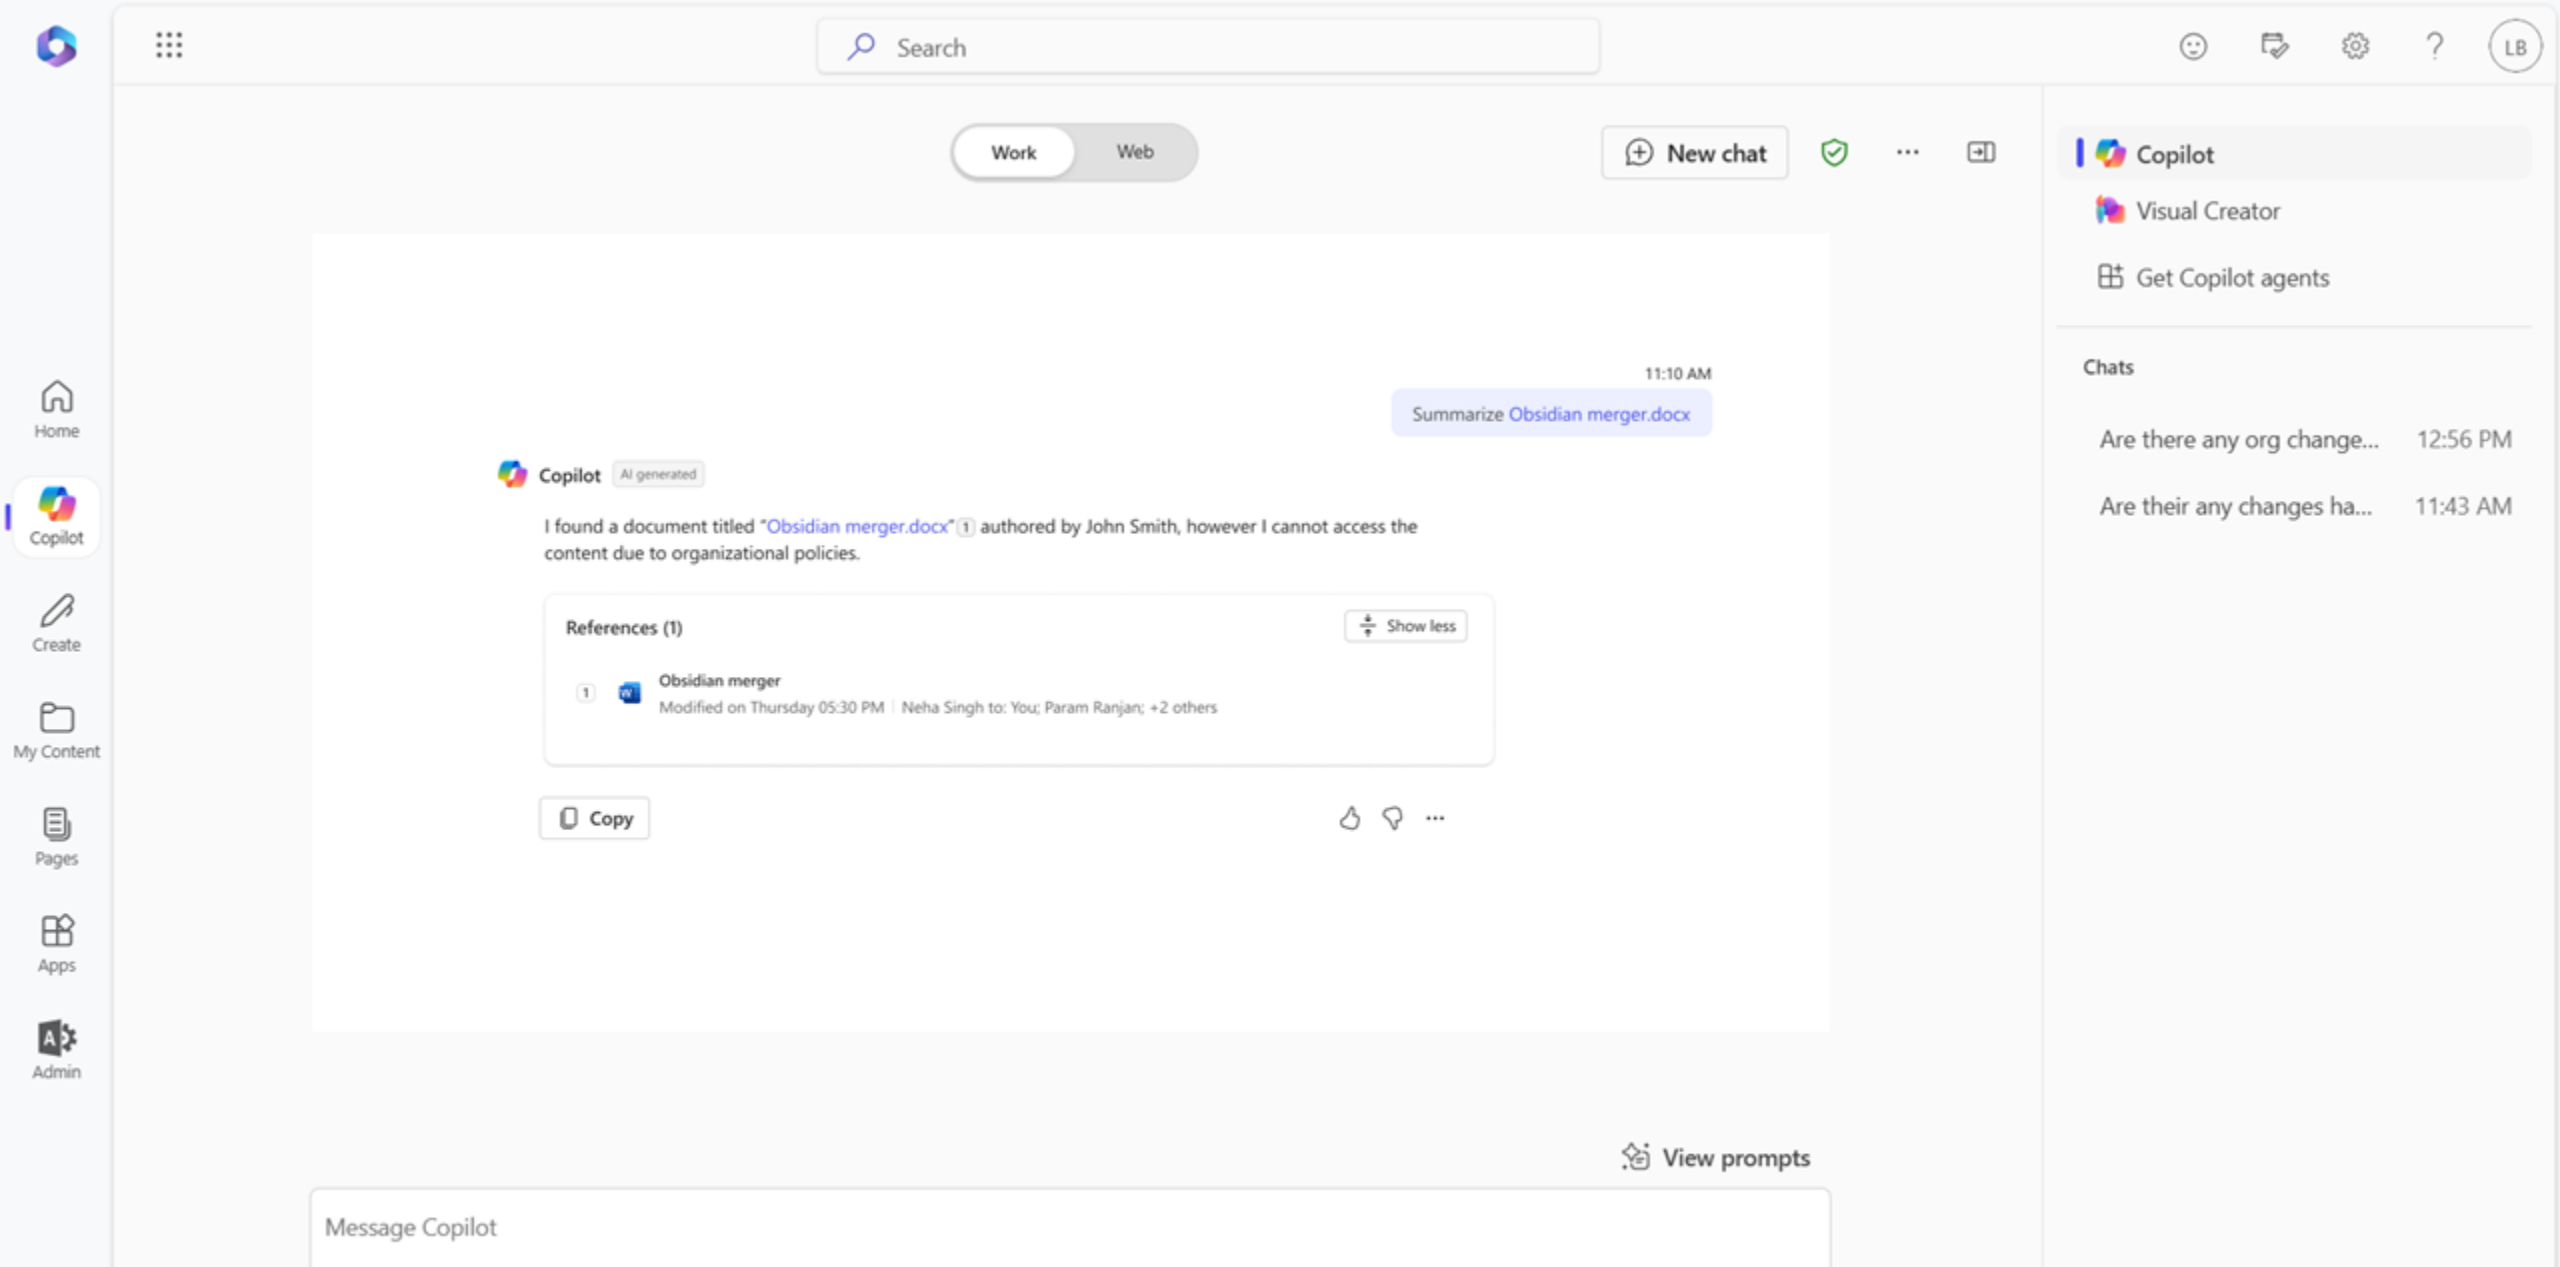 Search
LB
Home
Copilot
Create
My Content
Pages
Apps
Admin
Work
Web
New chat
11:10 AM
Summarize Obsidian merger.docx
Copilot
AI generated
I found a document titled “Obsidian merger.docx” 1 authored by John Smith, however I cannot access the
content due to organizational policies.
References (1)
Show less
1
Obsidian merger
Modified on Thursday 05:30 PM | Neha Singh to: You; Param Ranjan; +2 others
Copy
View prompts
Message Copilot
Copilot
Visual Creator
Get Copilot agents
Chats
Are there any org change... 12:56 PM
Are their any changes ha... 11:43 AM